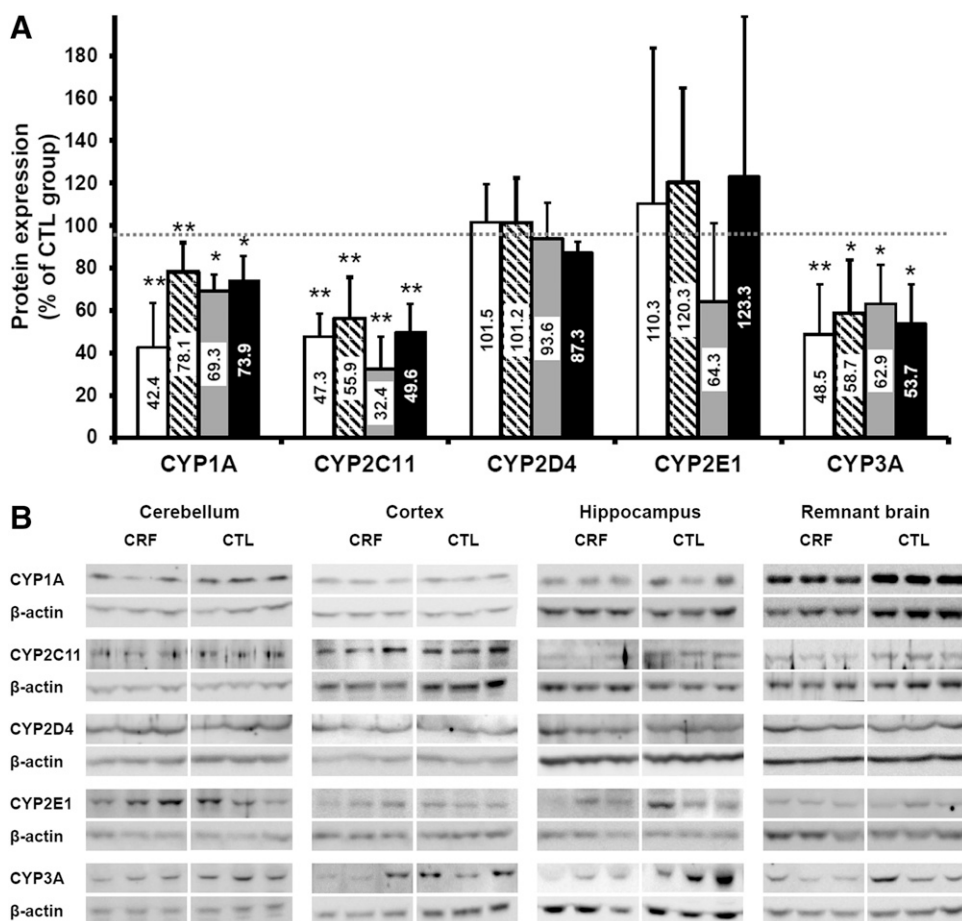 A
Protein expression
(% of CTL group)
180
160
140
120
100
80
60
40
20
0
** ** * *
** ** ** **
** * * *
42.4 78.1 69.3 73.9
47.3 55.9 32.4 49.6
101.5 101.2 93.6 87.3
110.3 120.3 64.3 123.3
48.5 58.7 62.9 53.7
CYP1A CYP2C11 CYP2D4 CYP2E1 CYP3A
B
Cerebellum Cortex Hippocampus Remnant brain
CRF CTL CRF CTL CRF CTL CRF CTL
CYP1A
β-actin
CYP2C11
β-actin
CYP2D4
β-actin
CYP2E1
β-actin
CYP3A
β-actin